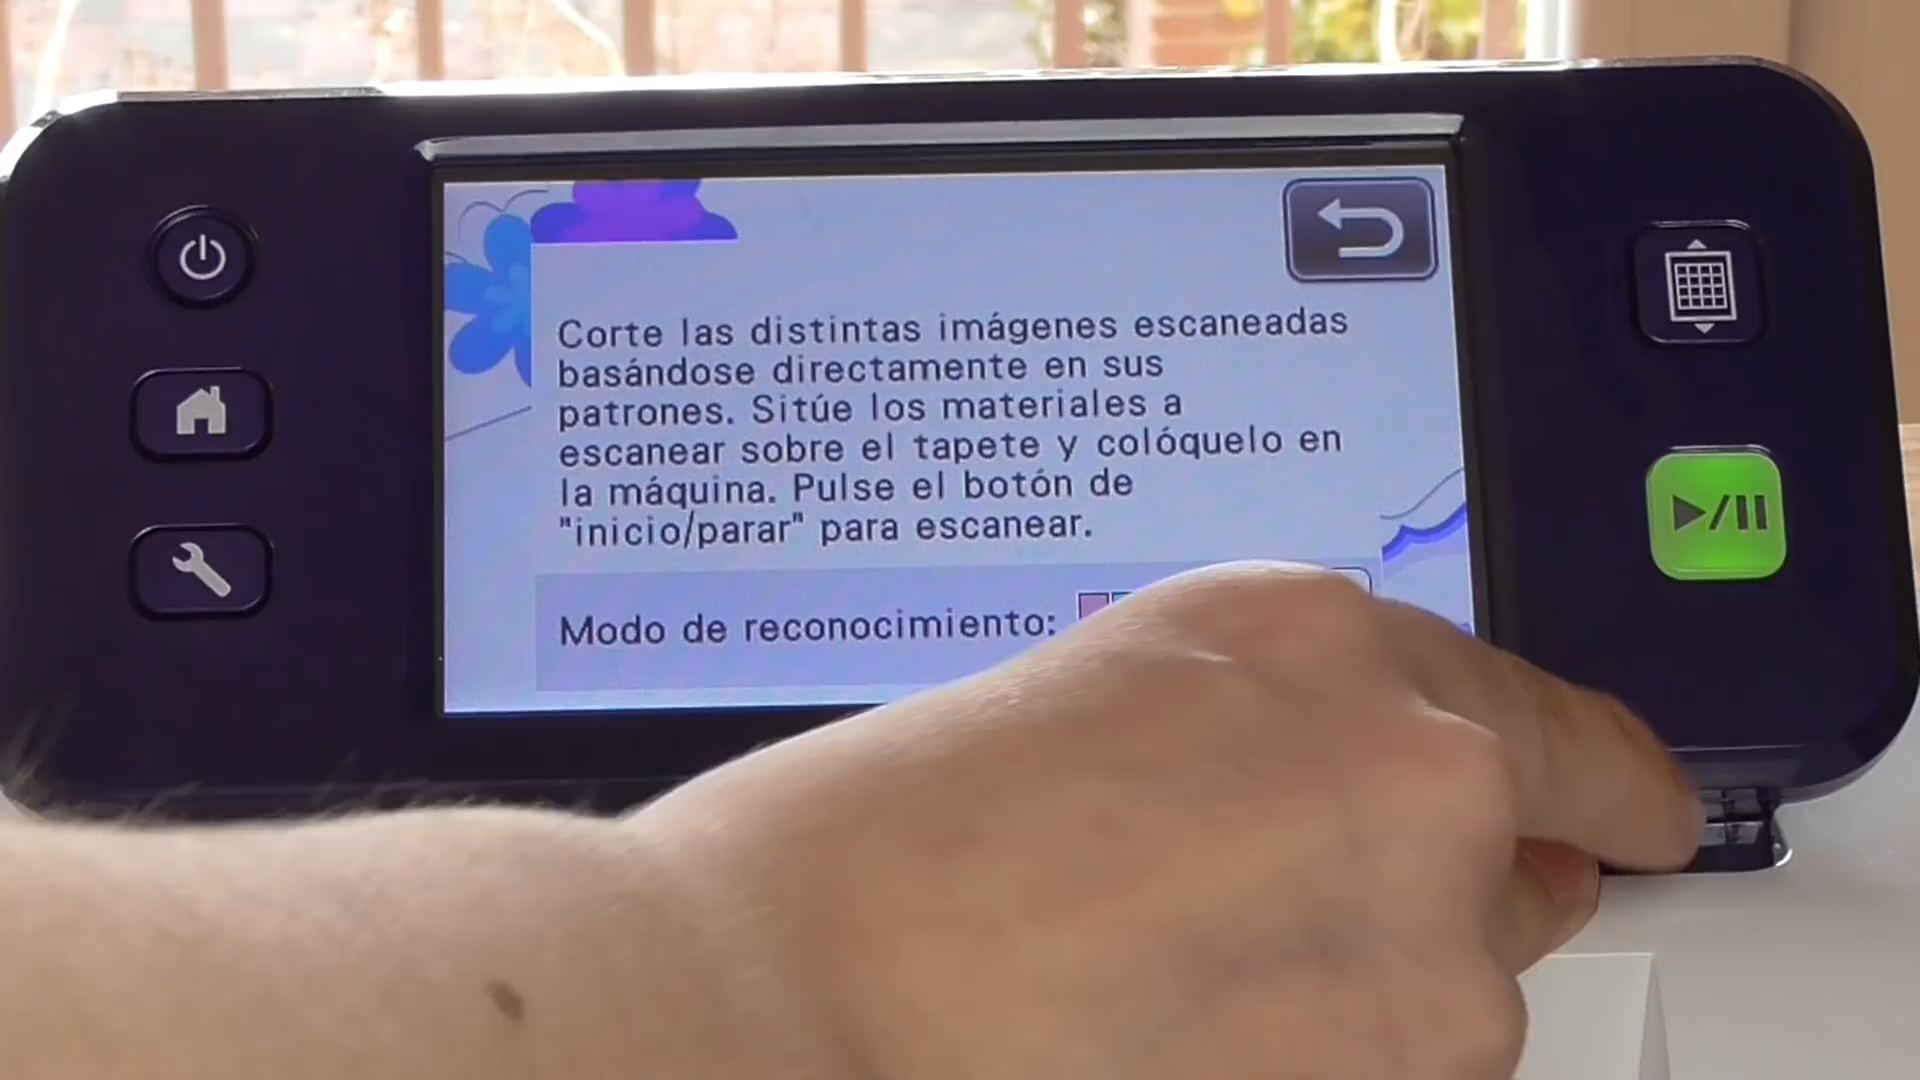 Corte las distintas imágenes escaneadas
basándose directamente en sus
patrones. Sitúe los materiales a
escanear sobre el tapete y colóquelo en
la máquina. Pulse el botón de
"inicio/parar" para escanear.
Modo de reconocimiento: